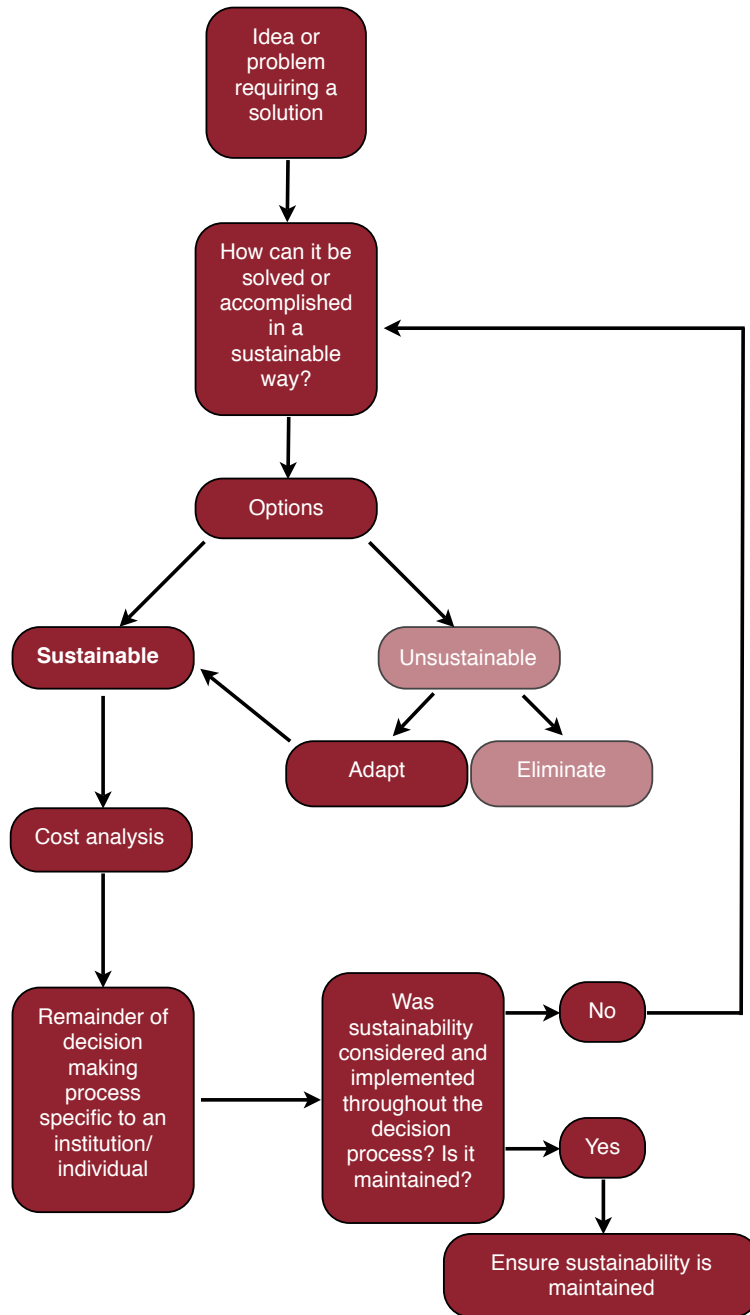 Idea or
problem
requiring a
solution
How can it be
solved or
accomplished
in a
sustainable
way?
Options
Sustainable
Unsustainable
Adapt
Eliminate
Cost analysis
Remainder of
decision
making
process
specific to an
institution/
individual
Was
sustainability
considered and
implemented
throughout the
decision
process? Is it
maintained?
No
Yes
Ensure sustainability is
maintained